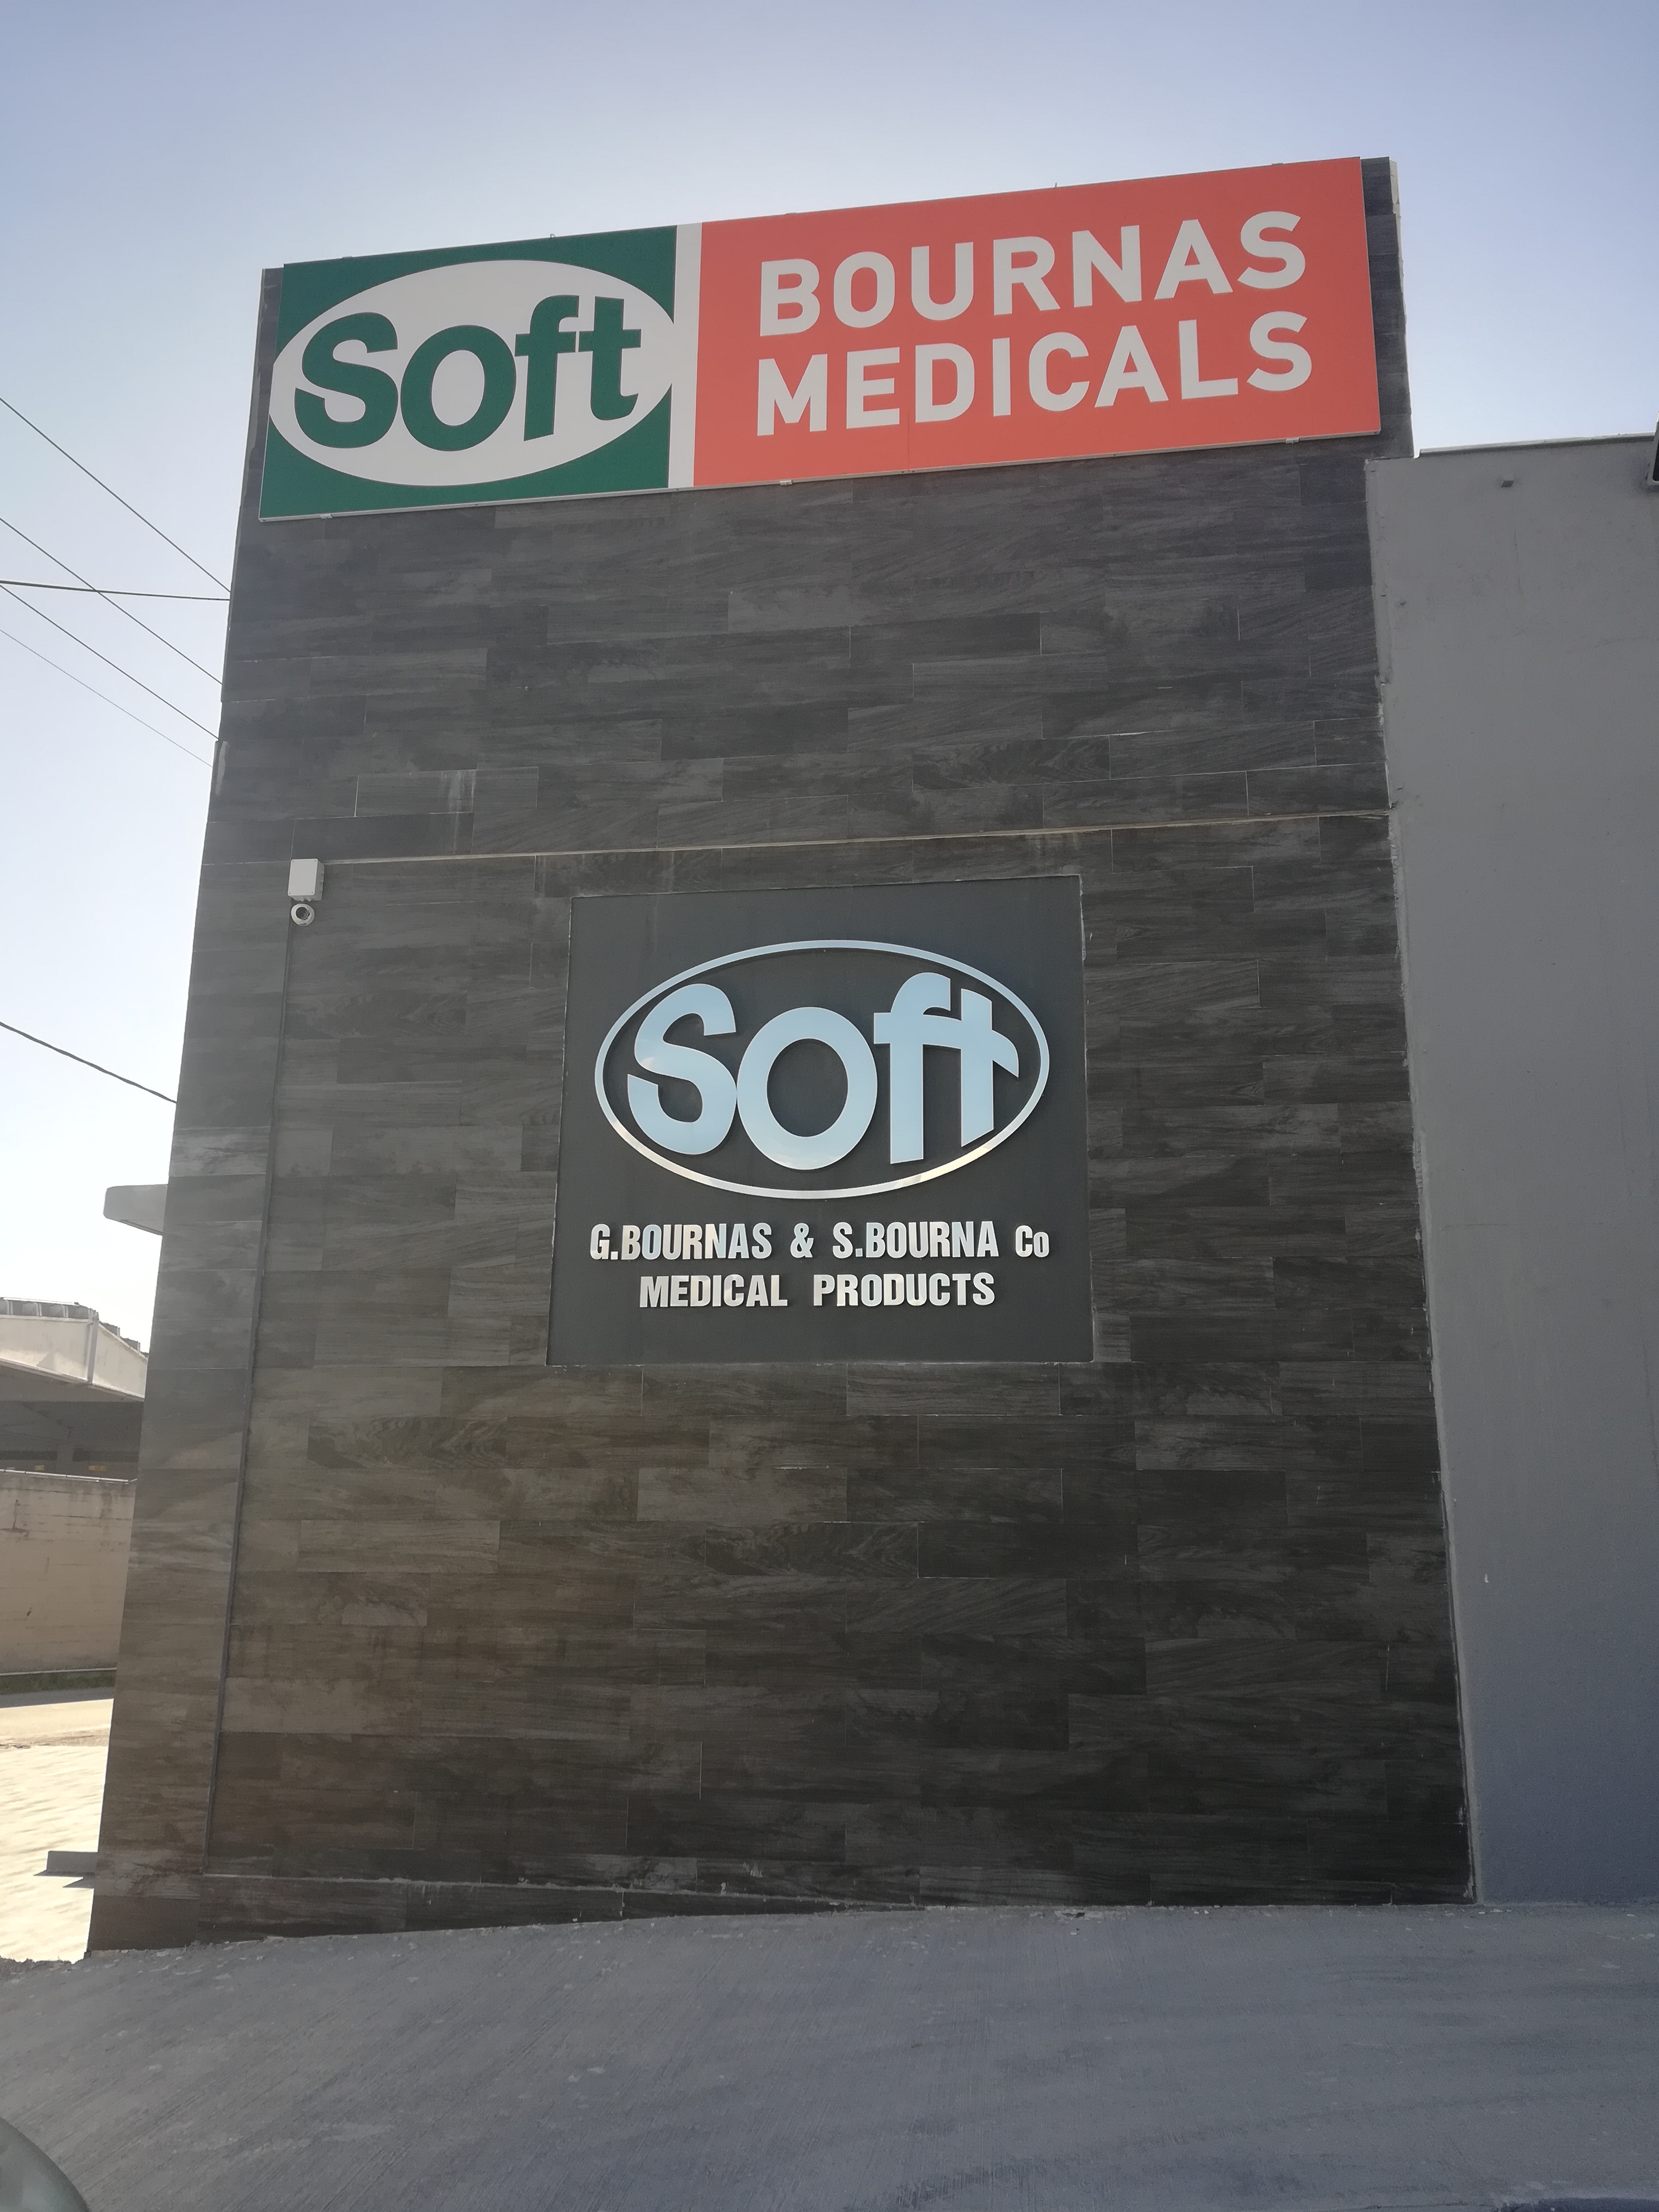 Soft
BOURNAS
MEDICALS
Soft
G.BOURNAS & S.BOURNA Co
MEDICAL PRODUCTS